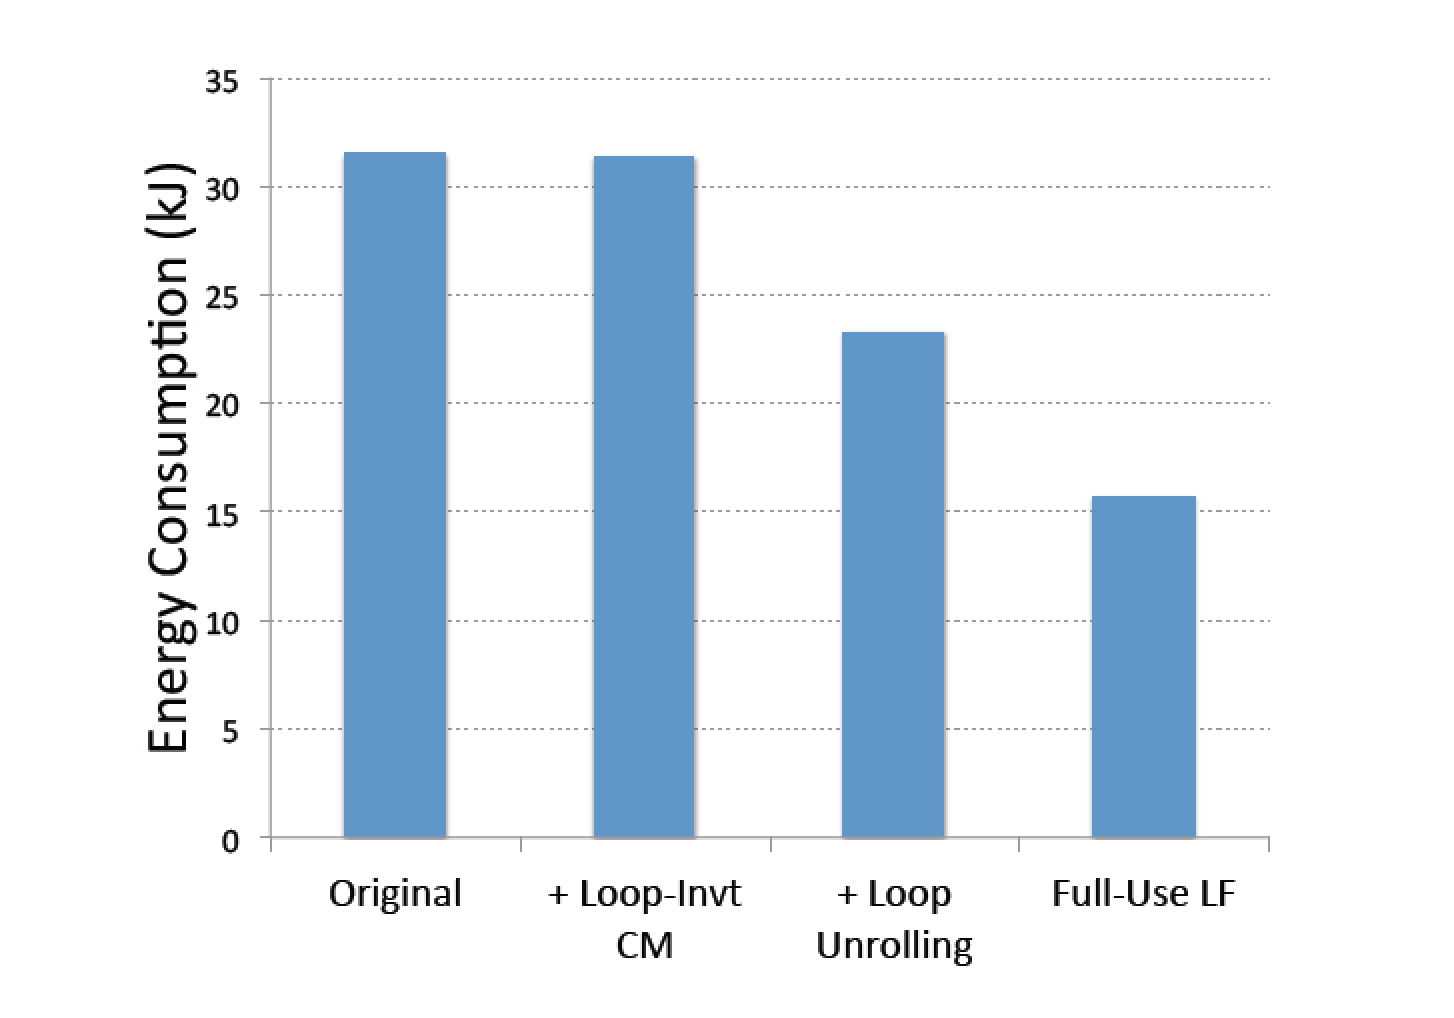 Energy Consumption (kJ)
35
30
25
20
15
10
5
0
Original
+ Loop-Invt
CM
+ Loop
Unrolling
Full-Use LF